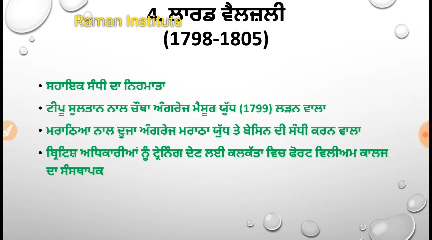 4. ਲਾਰਡ ਵੈਲਜ਼ਲੀ
Raman Institute
(1798-1805)
• ਸਹਾਇਕ ਸੰਧੀ ਦਾ ਨਿਰਮਾਤਾ
• ਟੀਪੂ ਸੁਲਤਾਨ ਨਾਲ ਚੌਥਾ ਅੰਗਰੇਜ ਮੈਸੂਰ ਯੁੱਧ (1799) ਲੜਨ ਵਾਲਾ
• ਮਰਾਠਿਆ ਨਾਲ ਦੂਜਾ ਅੰਗਰੇਜ ਮਰਾਠਾ ਯੁੱਧ ਤੇ ਬੇਸਿਨ ਦੀ ਸੰਧੀ ਕਰਨ ਵਾਲਾ
• ਬ੍ਰਿਟਿਸ਼ ਅਧਿਕਾਰੀਆਂ ਨੂੰ ਟ੍ਰੇਨਿੰਗ ਦੇਣ ਲਈ ਕਲਕੱਤਾ ਵਿਚ ਫੋਰਟ ਵਿਲੀਅਮ ਕਾਲਜ
ਦਾ ਸੰਸਥਾਪਕ